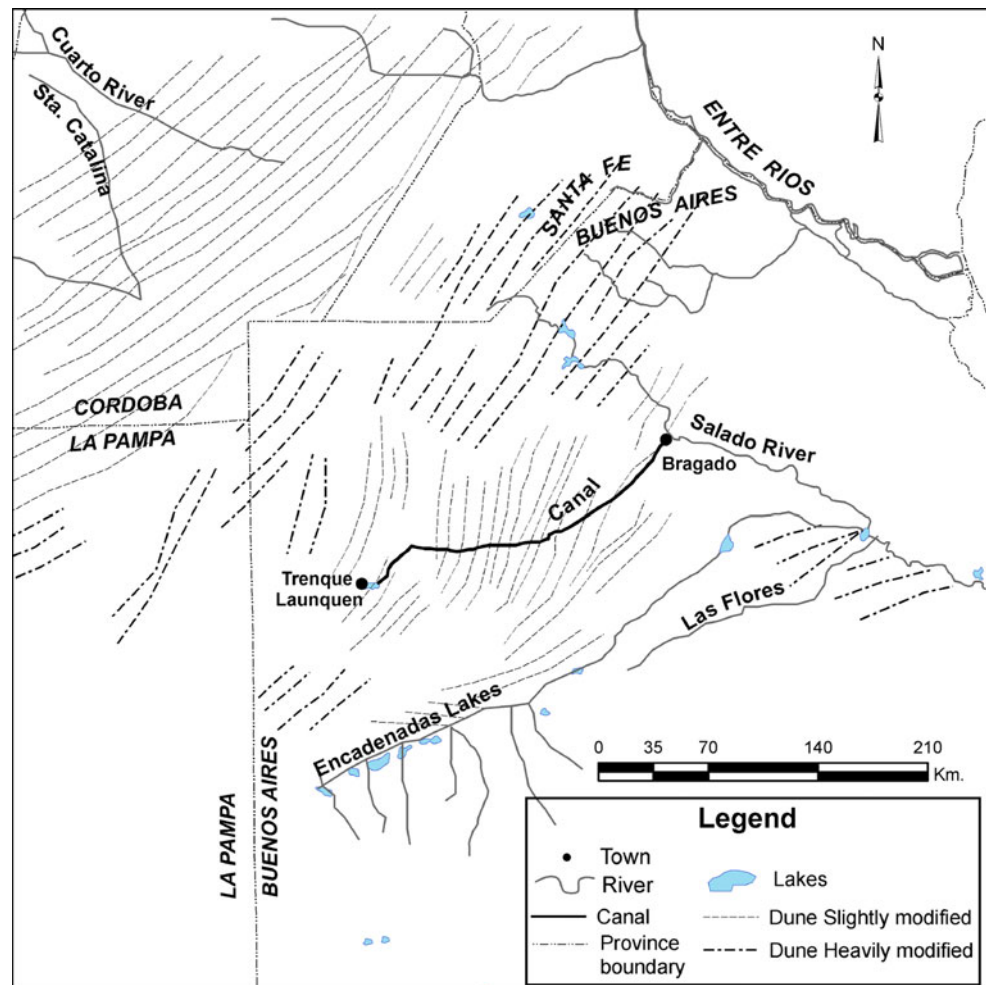 N
Cuarto River
Sta. Catalina
ENTRE RIOS
SANTA FE
BUENOS AIRES
CORDOBA
LA PAMPA
Salado River
Bragado
Canal
Trenque
Launquen
Las Flores
Encadenadas Lakes
LA PAMPA
BUENOS AIRES
0 35 70 140 210
Km.
Legend
Town
River
Lakes
Canal
Dune Slightly modified
Province
boundary
Dune Heavily modified